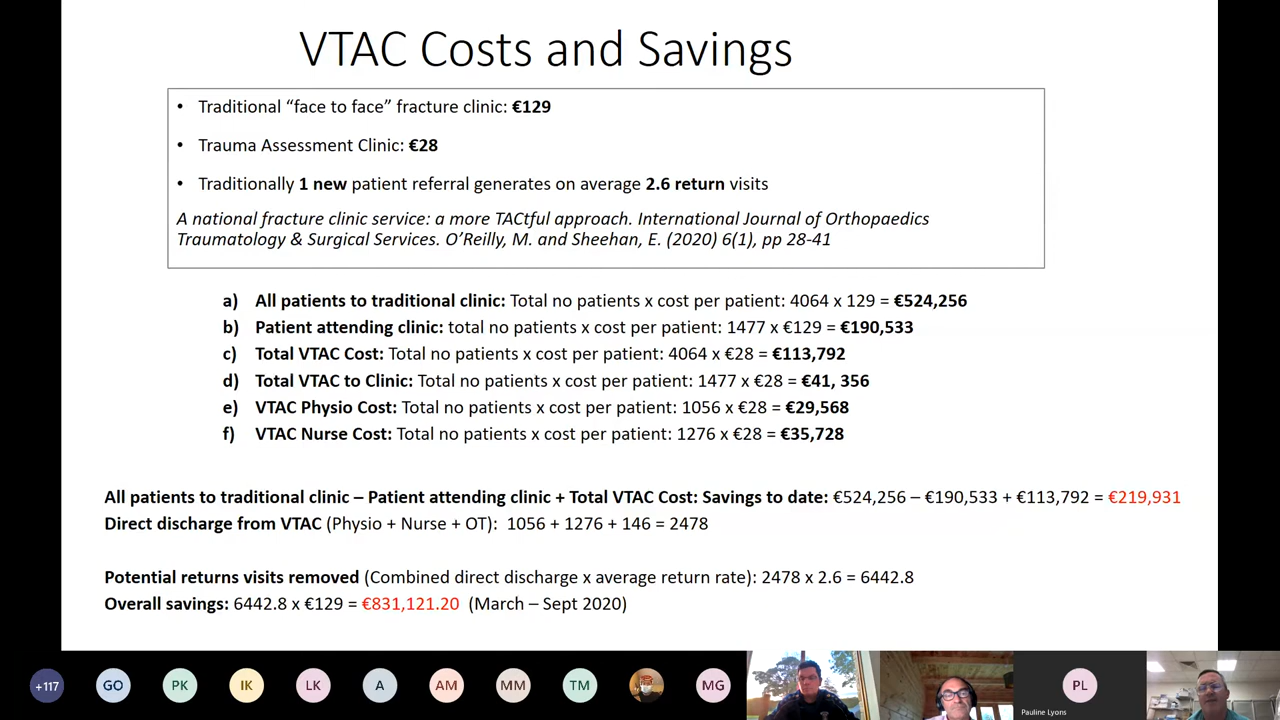 VTAC Costs and Savings
• Traditional “face to face” fracture clinic: €129
• Trauma Assessment Clinic: €28
• Traditionally 1 new patient referral generates on average 2.6 return visits
A national fracture clinic service: a more TACtful approach. International Journal of Orthopaedics
Traumatology & Surgical Services. O’Reilly, M. and Sheehan, E. (2020) 6(1), pp 28-41
a) All patients to traditional clinic: Total no patients x cost per patient: 4064 x 129 = €524,256
b) Patient attending clinic: total no patients x cost per patient: 1477 x €129 = €190,533
c) Total VTAC Cost: Total no patients x cost per patient: 4064 x €28 = €113,792
d) Total VTAC to Clinic: Total no patients x cost per patient: 1477 x €28 = €41, 356
e) VTAC Physio Cost: Total no patients x cost per patient: 1056 x €28 = €29,568
f) VTAC Nurse Cost: Total no patients x cost per patient: 1276 x €28 = €35,728
All patients to traditional clinic – Patient attending clinic + Total VTAC Cost: Savings to date: €524,256 – €190,533 + €113,792 = €219,931
Direct discharge from VTAC (Physio + Nurse + OT): 1056 + 1276 + 146 = 2478
Potential returns visits removed (Combined direct discharge x average return rate): 2478 x 2.6 = 6442.8
Overall savings: 6442.8 x €129 = €831,121.20 (March – Sept 2020)
+117 GO PK IK LK A AM MM TM MG PL
Pauline Lyons